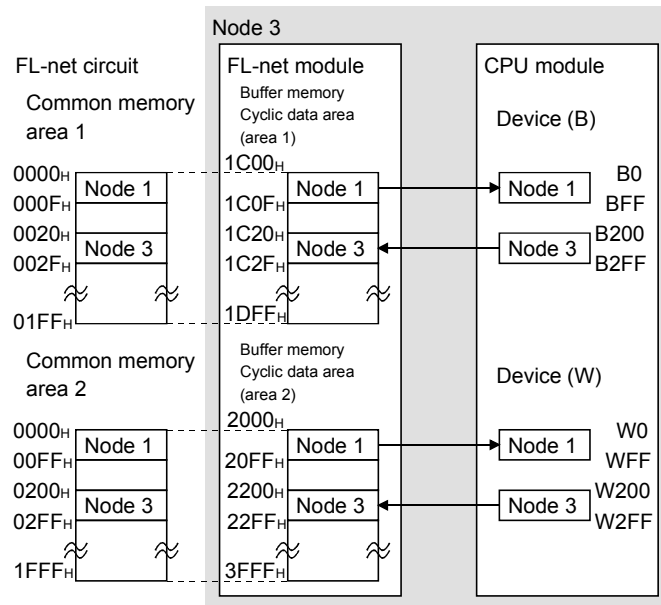 Node 3
FL-net circuit
FL-net module
CPU module
Common memory
area 1
Buffer memory
Cyclic data area
(area 1)
Device (B)
0000H
1C00H
Node 1
Node 1
Node 1
B0
000FH
1C0FH
BFF
0020H
1C20H
B200
Node 3
Node 3
Node 3
002FH
1C2FH
B2FF
01FFH
1DFFH
Common memory
area 2
Buffer memory
Cyclic data area
(area 2)
Device (W)
0000H
2000H
Node 1
Node 1
Node 1
W0
00FFH
20FFH
WFF
0200H
2200H
W200
Node 3
Node 3
Node 3
02FFH
22FFH
W2FF
1FFFH
3FFFH